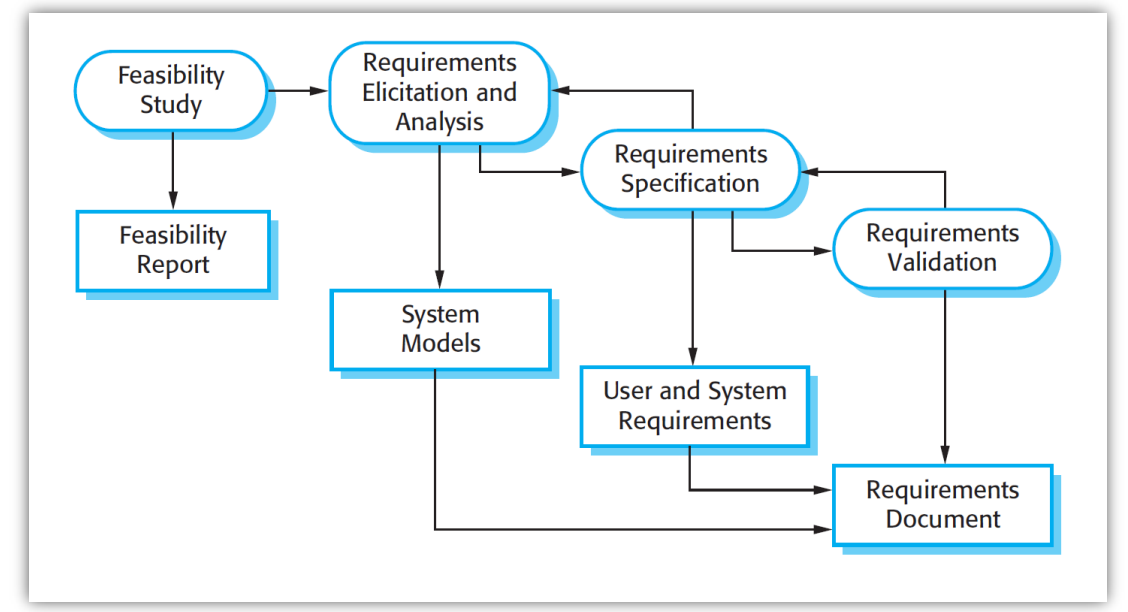 Feasibility
Study
Requirements
Elicitation and
Analysis
Requirements
Specification
Requirements
Validation
Feasibility
Report
System
Models
User and System
Requirements
Requirements
Document